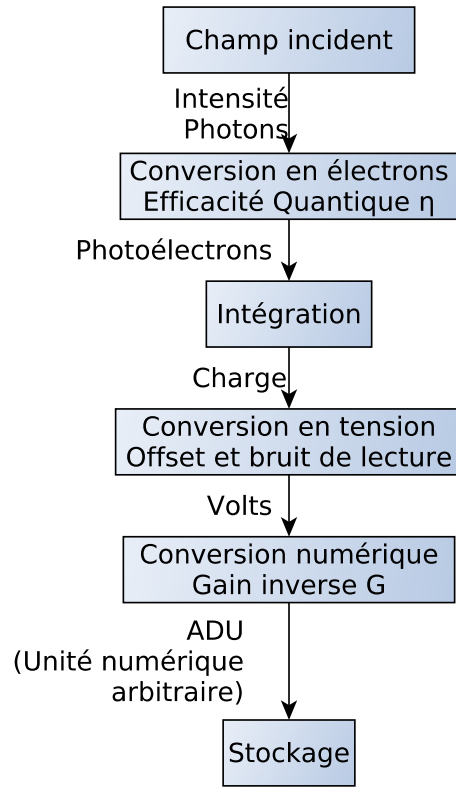 Champ incident
Intensité
Photons
Conversion en électrons
Efficacité Quantique η
Photoélectrons
Intégration
Charge
Conversion en tension
Offset et bruit de lecture
Volts
Conversion numérique
Gain inverse G
ADU
(Unité numérique
arbitraire)
Stockage